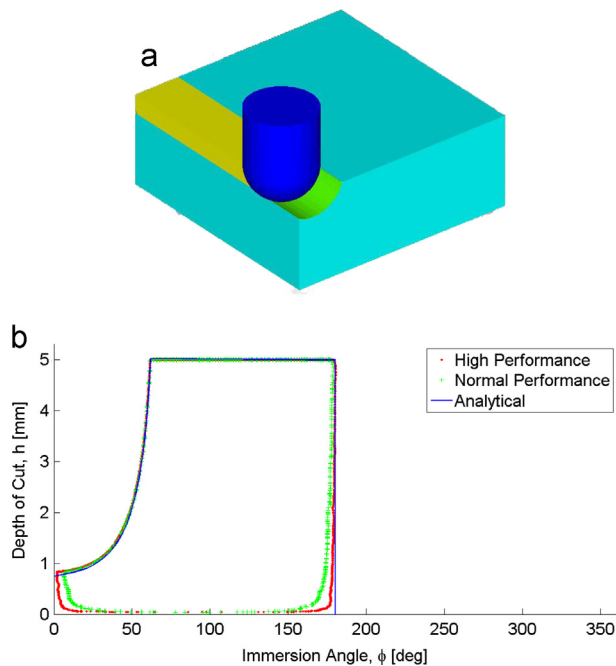 a
b
5
4
3
2
1
0
Depth of Cut, h [mm]
0 50 100 150 200 250 300 350
Immersion Angle, ϕ [deg]
High Performance
Normal Performance
Analytical